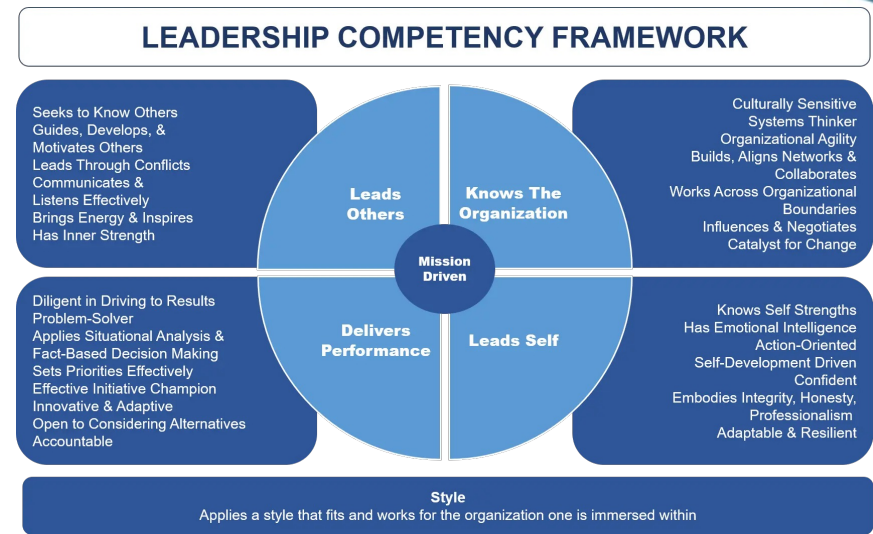 LEADERSHIP COMPETENCY FRAMEWORK
Seeks to Know Others
Guides, Develops, &
Motivates Others
Leads Through Conflicts
Communicates &
Listens Effectively
Brings Energy & Inspires
Has Inner Strength
Leads
Others
Knows The
Organization
Culturally Sensitive
Systems Thinker
Organizational Agility
Builds, Aligns Networks &
Collaborates
Works Across Organizational
Boundaries
Influences & Negotiates
Catalyst for Change
Mission
Driven
Diligent in Driving to Results
Problem-Solver
Applies Situational Analysis &
Fact-Based Decision Making
Sets Priorities Effectively
Effective Initiative Champion
Innovative & Adaptive
Open to Considering Alternatives
Accountable
Delivers
Performance
Leads Self
Knows Self Strengths
Has Emotional Intelligence
Action-Oriented
Self-Development Driven
Confident
Embodies Integrity, Honesty,
Professionalism
Adaptable & Resilient
Style
Applies a style that fits and works for the organization one is immersed within